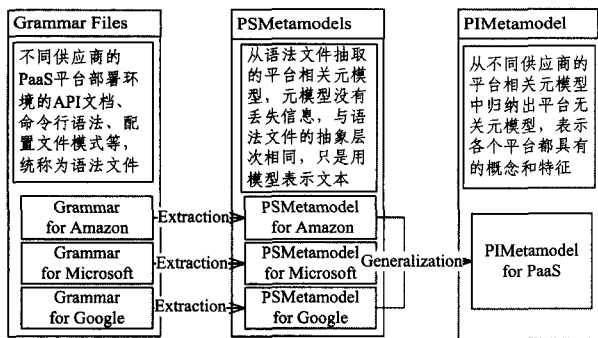 Grammar Files
不同供应商的
PaaS平台部署环
境的API文档、
命令行语法、配
置文件模式等，
统称为语法文件
Grammar
for Amazon
Grammar
for Microsoft
Grammar
for Google
Extraction
Extraction
Extraction
PSMetamodels
从语法文件抽取
的平台相关元模
型，元模型没有
丢失信息，与语
法文件的抽象层
次相同，只是用
模型表示文本
PSMetamodel
for Amazon
PSMetamodel
for Microsoft
PSMetamodel
for Google
Generalization
PIMetamodel
从不同供应商的
平台相关元模型
中归纳出平台无
关元模型，表示
各个平台都具有
的概念和特征
PIMetamodel
for PaaS